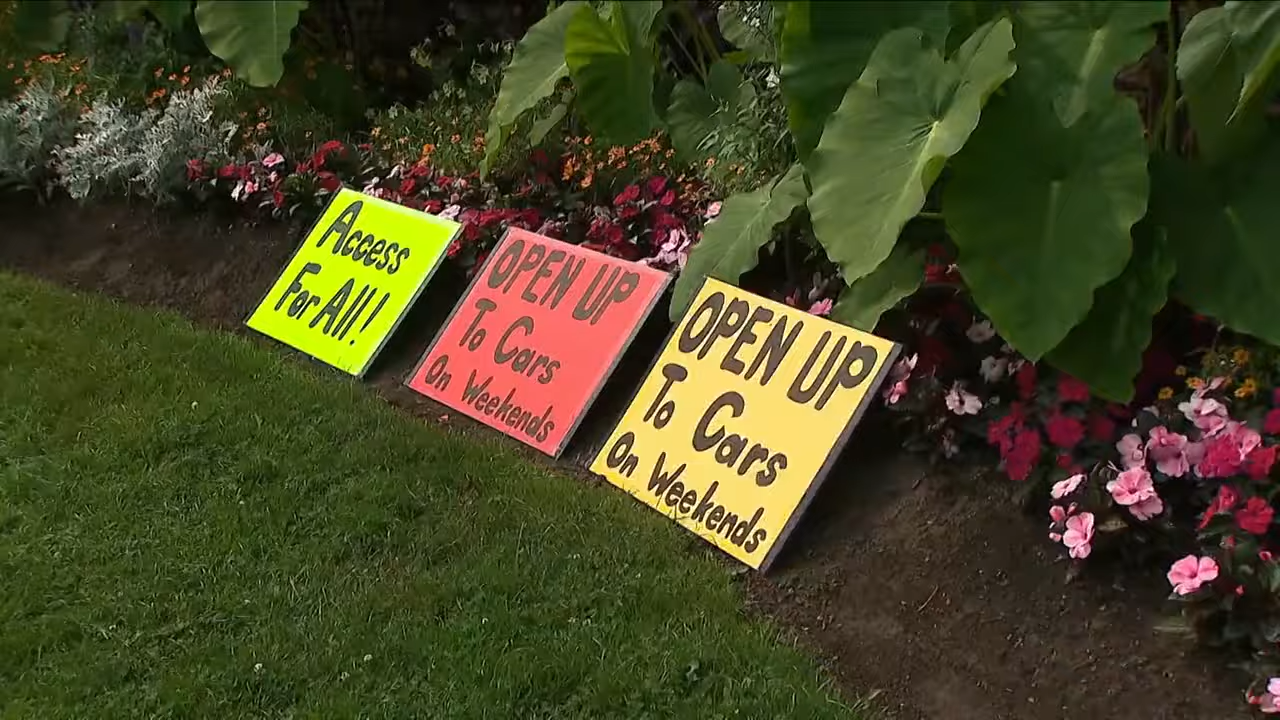 Access
For All!
OPEN UP
To Cars
On Weekends
OPEN UP
To Cars
On Weekends